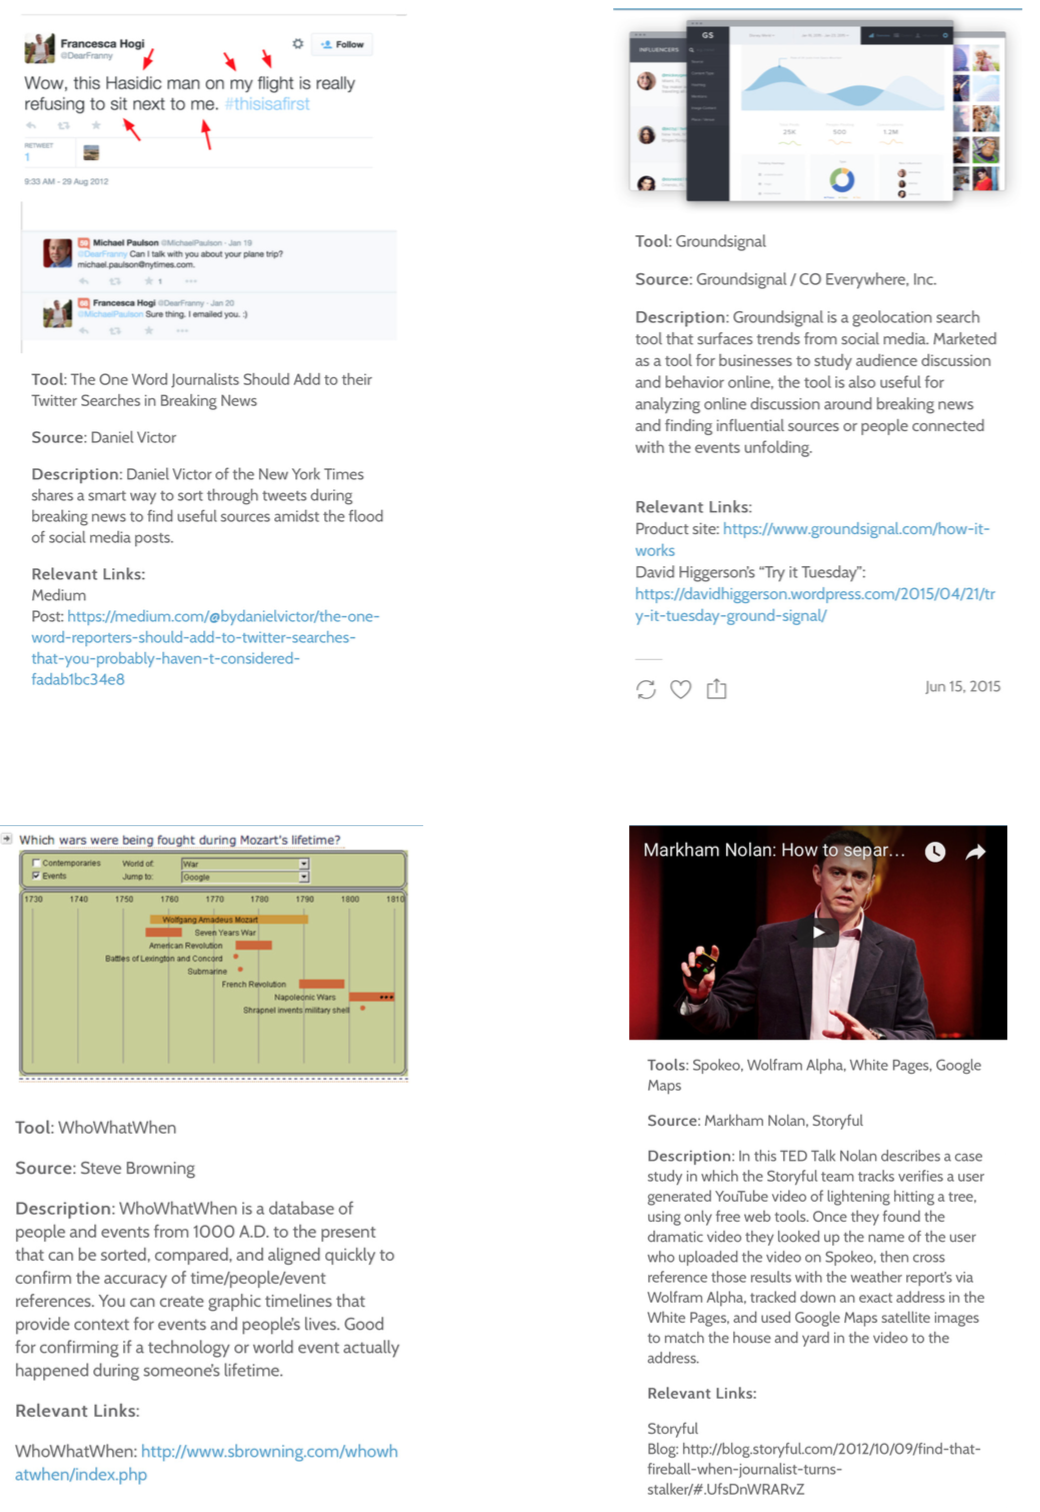 Francesca Hogi
@DearFranny
Follow
Wow, this Hasidic man on my flight is really
refusing to sit next to me. #thisisafirst
RETWEET
1
9:33 AM - 29 Aug 2012
Michael Paulson @MichaelPaulson · Jan 19
@DearFranny Can I talk with you about your plane trip?
michael.paulson@nytimes.com.
1
Francesca Hogi @DearFranny · Jan 20
@MichaelPaulson Sure thing. I emailed you. :)
Tool: The One Word Journalists Should Add to their
Twitter Searches in Breaking News
Source: Daniel Victor
Description: Daniel Victor of the New York Times
shares a smart way to sort through tweets during
breaking news to find useful sources amidst the flood
of social media posts.
Relevant Links:
Medium
Post: https://medium.com/@bydanielvictor/the-one-
word-reporters-should-add-to-twitter-searches-
that-you-probably-haven-t-considered-
fadab1bc34e8
INFLUENCERS
GS
25K
500
1.2M
Tool: Groundsignal
Source: Groundsignal / CO Everywhere, Inc.
Description: Groundsignal is a geolocation search
tool that surfaces trends from social media. Marketed
as a tool for businesses to study audience discussion
and behavior online, the tool is also useful for
analyzing online discussion around breaking news
and finding influential sources or people connected
with the events unfolding.
Relevant Links:
Product site: https://www.groundsignal.com/how-it-
works
David Higgerson's “Try it Tuesday”:
https://davidhiggerson.wordpress.com/2015/04/21/tr
y-it-tuesday-ground-signal/
Jun 15, 2015
Which wars were being fought during Mozart's lifetime?
Contemporaries World of: War
Events Jump to: Google
1730 1740 1750 1760 1770 1780 1790 1800 1810
Wolfgang Amadeus Mozart
Seven Years War
American Revolution
Battles of Lexington and Concord
Submarine
French Revolution
Napoleonic Wars
Shrapnel invents military shell
Tool: WhoWhatWhen
Source: Steve Browning
Description: WhoWhatWhen is a database of
people and events from 1000 A.D. to the present
that can be sorted, compared, and aligned quickly to
confirm the accuracy of time/people/event
references. You can create graphic timelines that
provide context for events and people's lives. Good
for confirming if a technology or world event actually
happened during someone's lifetime.
Relevant Links:
WhoWhatWhen: http://www.sbrowning.com/whowh
atwhen/index.php
Markham Nolan: How to separ...
Tools: Spokeo, Wolfram Alpha, White Pages, Google
Maps
Source: Markham Nolan, Storyful
Description: In this TED Talk Nolan describes a case
study in which the Storyful team tracks verifies a user
generated YouTube video of lightening hitting a tree,
using only free web tools. Once they found the
dramatic video they looked up the name of the user
who uploaded the video on Spokeo, then cross
reference those results with the weather report's via
Wolfram Alpha, tracked down an exact address in the
White Pages, and used Google Maps satellite images
to match the house and yard in the video to the
address.
Relevant Links:
Storyful
Blog: http://blog.storyful.com/2012/10/09/find-that-
fireball-when-journalist-turns-
stalker/#.UfsDnWRARvZ